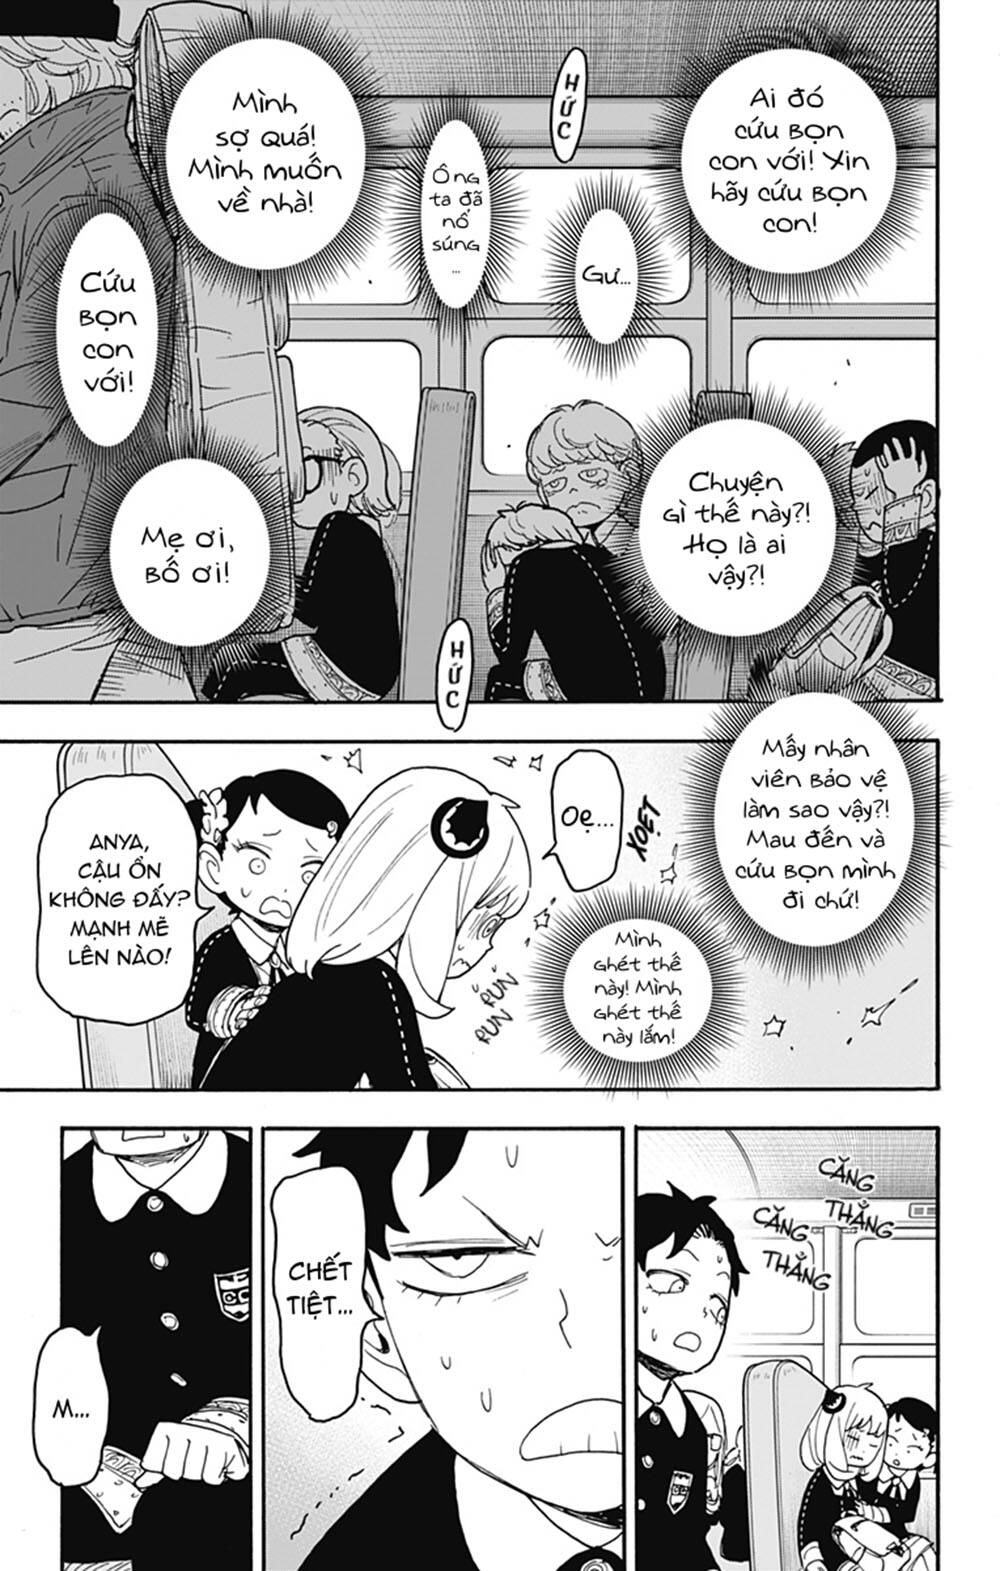 Ai đó
cứu bọn
con với! Xin
hãy cứu bọn
con!
HỨC
Gư...
Ông
ta đã
nổ
súng
...
Mình
sợ quá!
Mình muốn
về nhà!
Cứu
bọn
con
với!
Chuyện
gì thế này?!
Họ là ai
vậy?!
Mẹ ơi,
bố ơi!
HỨC
Mấy nhân
viên bảo vệ
làm sao vậy?!
Mau đến và
cứu bọn mình
đi chứ!
Oẹ...
XOẸT
Mình
ghét thế
này! Mình
ghét thế
này lắm!
RUN
RUN
ANYA,
CẬU ỔN
KHÔNG ĐẤY?
MẠNH MẼ
LÊN NÀO!
CĂNG
THẲNG
CĂNG
THẲNG
CHẾT
TIỆT...
M...